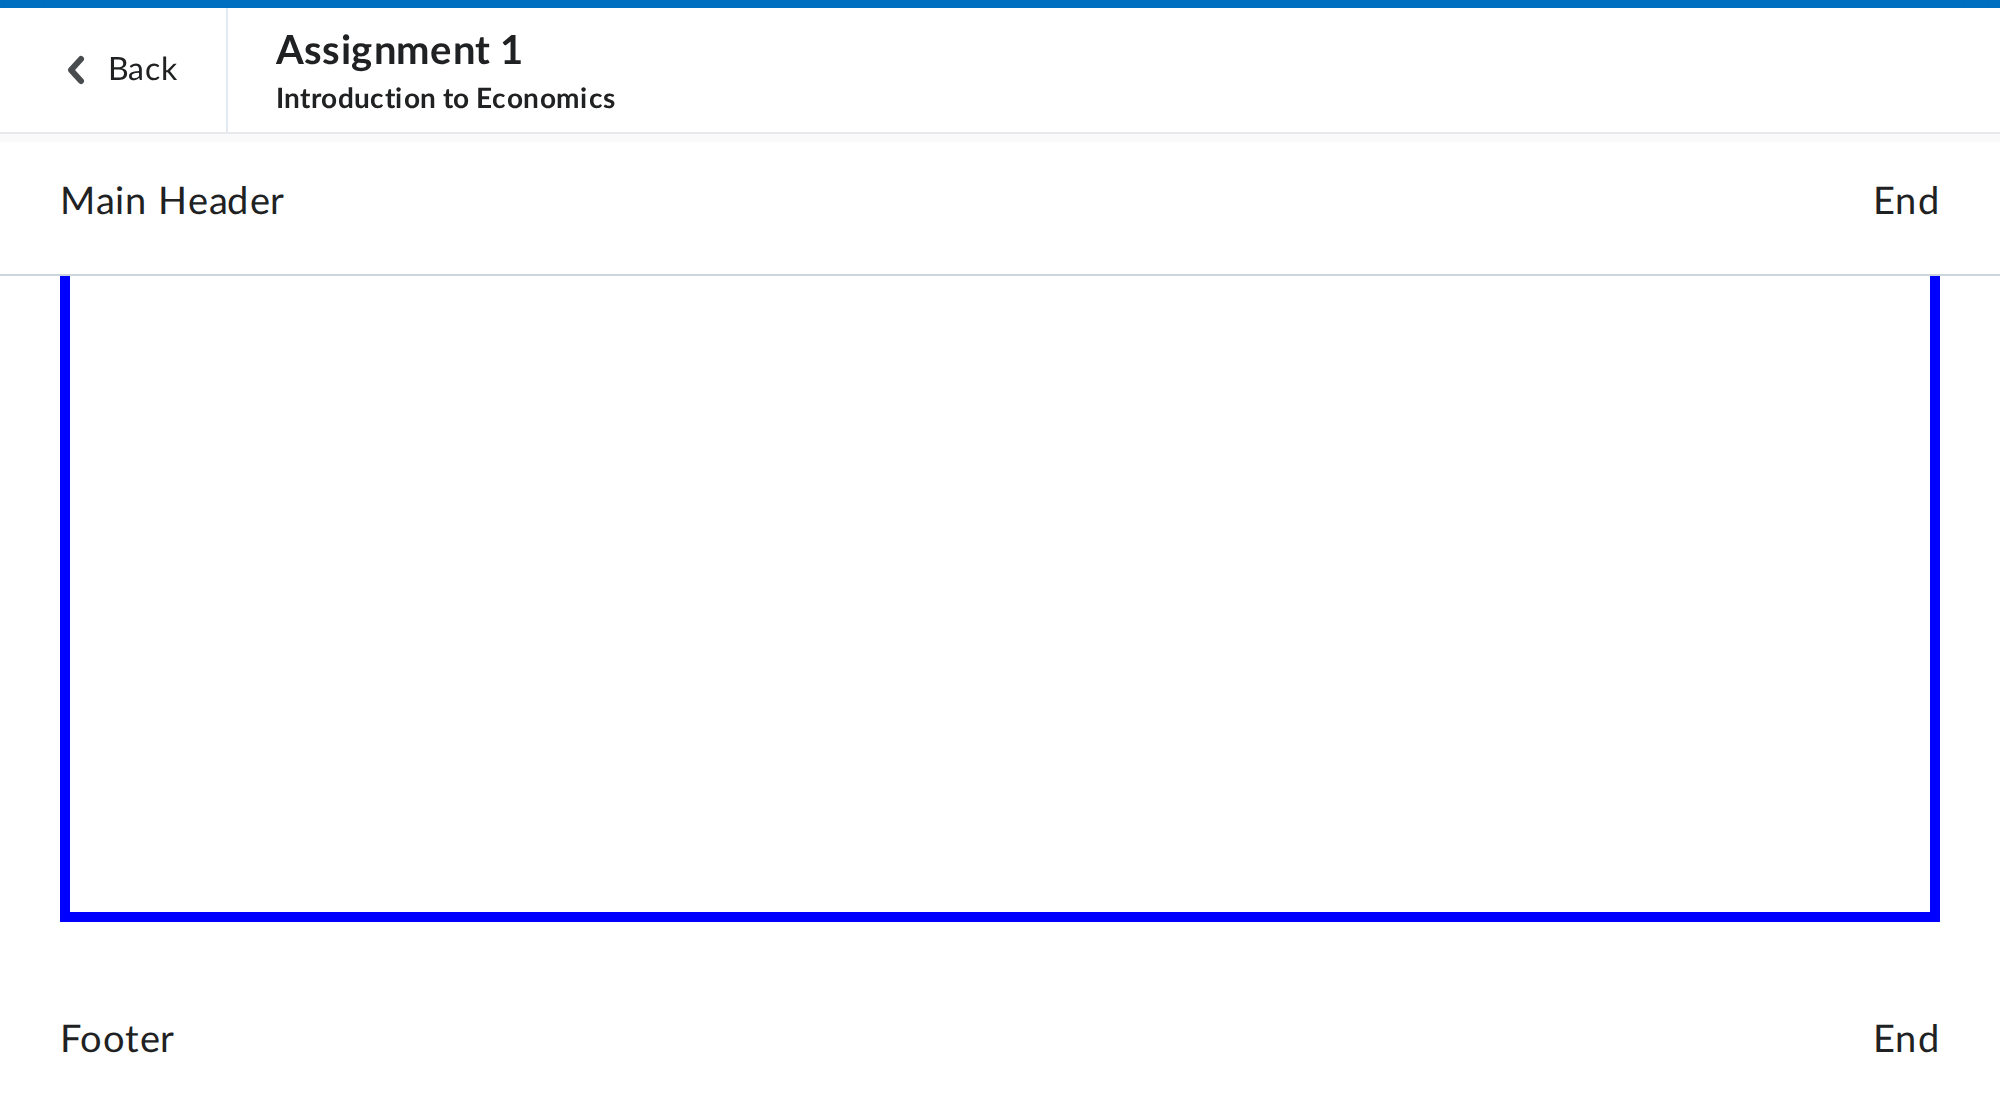 Back
Assignment 1
Introduction to Economics
Main Header End
Footer End